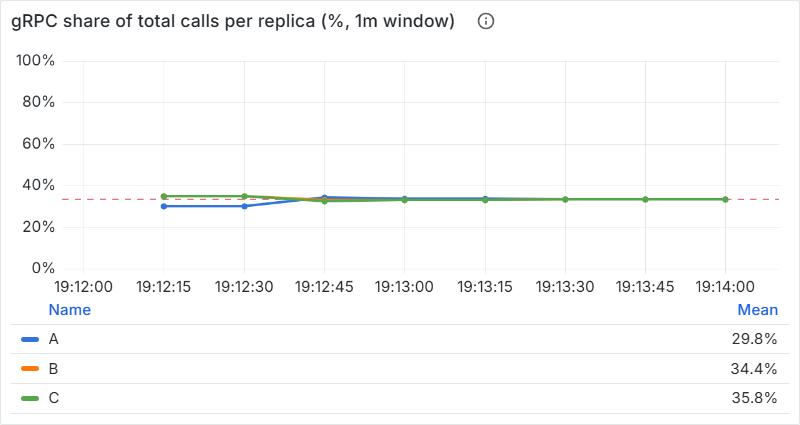 gRPC share of total calls per replica (%, 1m window)
100%
80%
60%
40%
20%
0%
19:12:00 19:12:15 19:12:30 19:12:45 19:13:00 19:13:15 19:13:30 19:13:45 19:14:00
Name Mean
A 29.8%
B 34.4%
C 35.8%